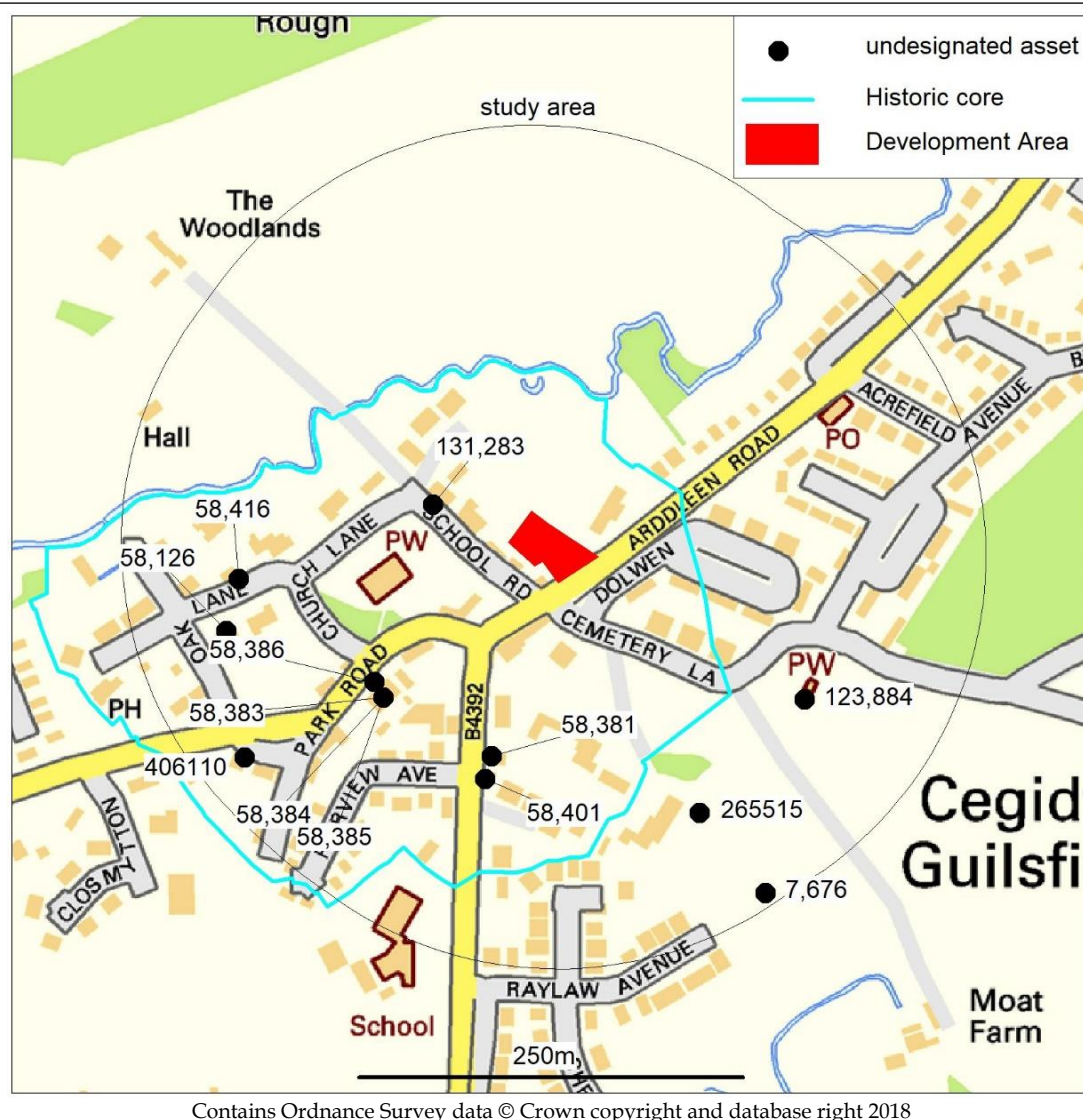 Rough
undesignated asset
Historic core
Development Area
study area
The
Woodlands
Hall
131,283
58,416
58,126
PW
CHURCH LANE
SCHOOL RD
ARDDLEEN ROAD
ACREFIELD AVENUE
PO
DOLWEN
OAK LANE
CHURCH
CEMETERY LA
58,386
58,383
PARK ROAD
B4392
PW
123,884
PH
406110
58,381
58,384
58,385
VIEW AVE
58,401
265515
Cegid
Guilsfi
7,676
CLOS M
TTON
RAYLAW AVENUE
School
Moat
Farm
250m
Contains Ordnance Survey data © Crown copyright and database right 2018